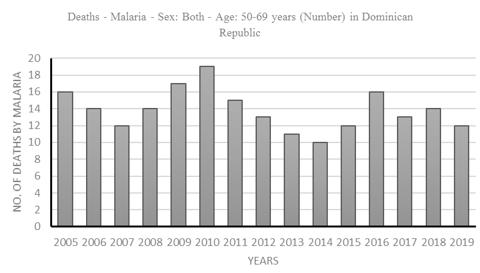 Deaths - Malaria - Sex: Both - Age: 50-69 years (Number) in Dominican
Republic
NO. OF DEATHS BY MALARIA
20
18
16
14
12
10
8
6
4
2
0
2005 2006 2007 2008 2009 2010 2011 2012 2013 2014 2015 2016 2017 2018 2019
YEARS